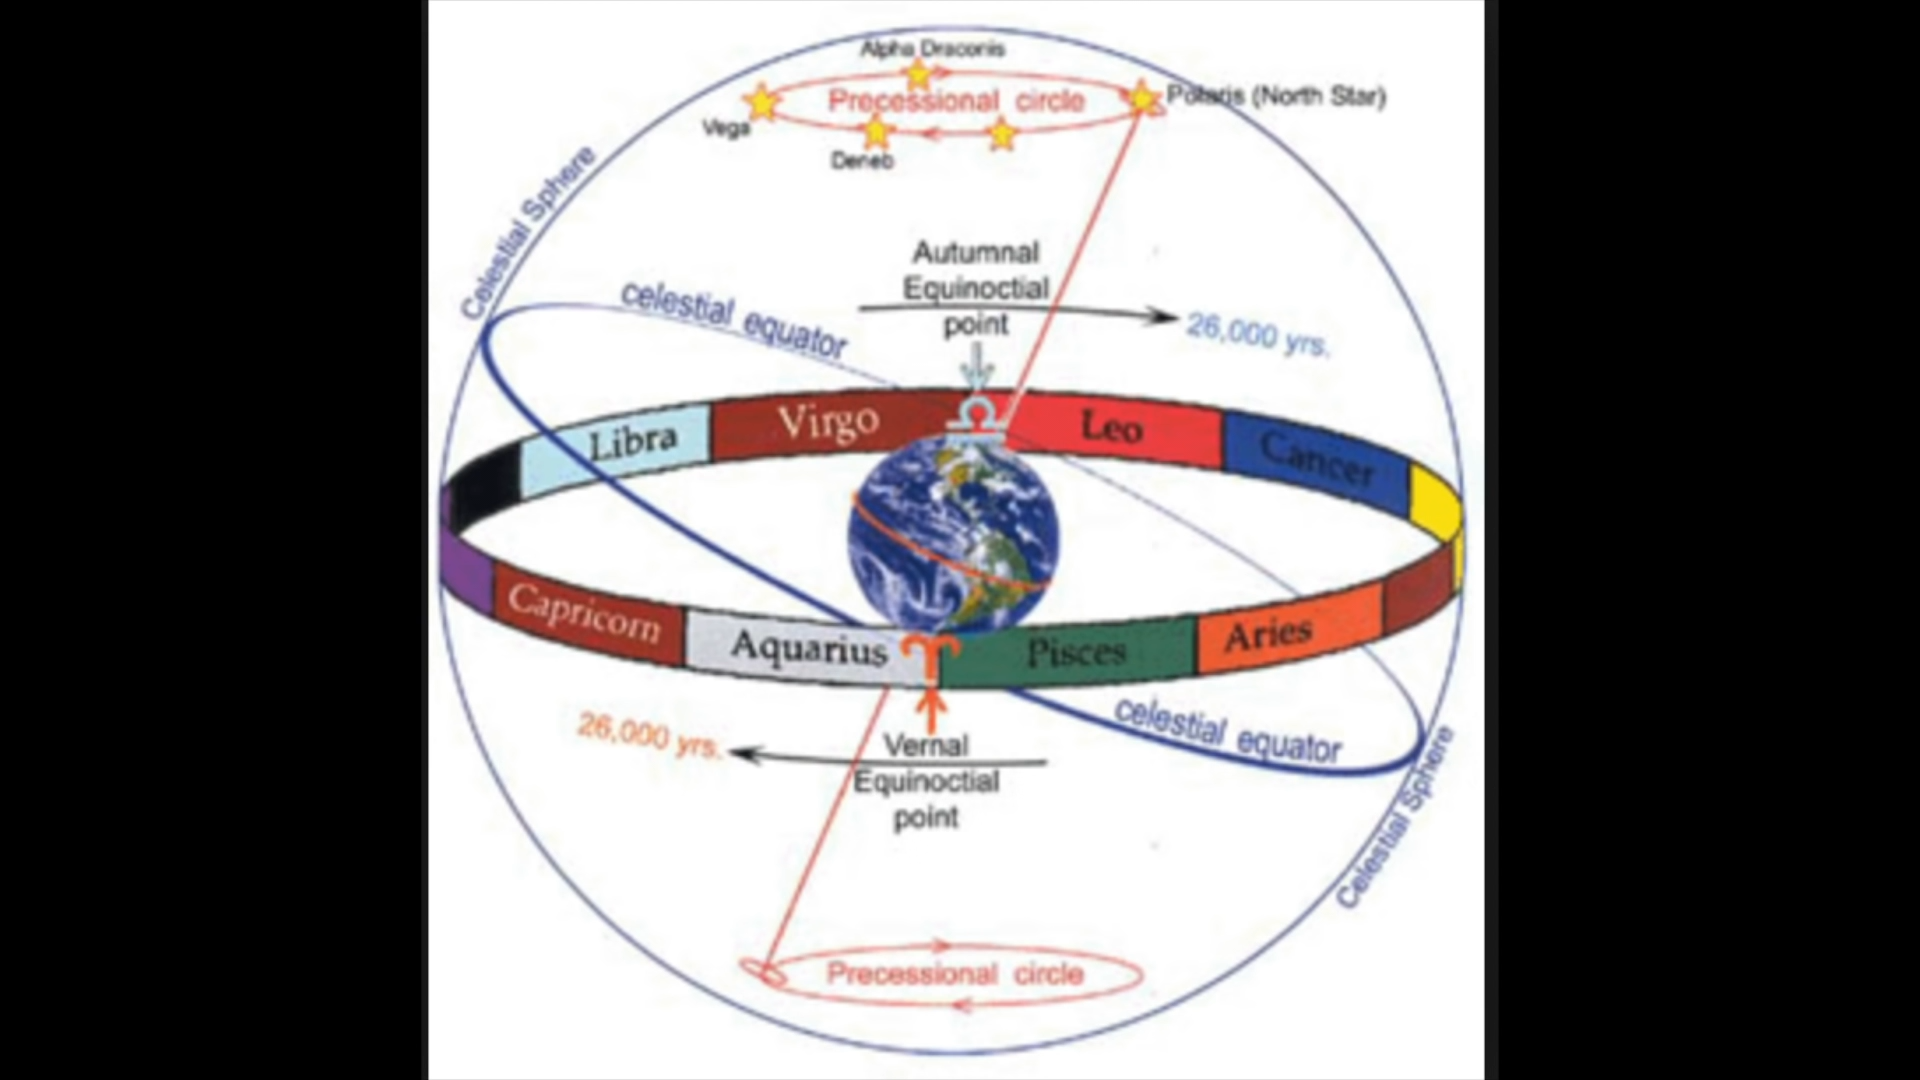 Alpha Draconis
Precessional circle
Polaris (North Star)
Vega
Deneb
Celestial Sphere
Autumnal
Equinoctial
point
celestial equator
26,000 yrs.
Libra
Virgo
Leo
Cancer
Capricorn
Aquarius
Pisces
Aries
26,000 yrs.
Vernal
Equinoctial
point
celestial equator
Celestial Sphere
Precessional circle